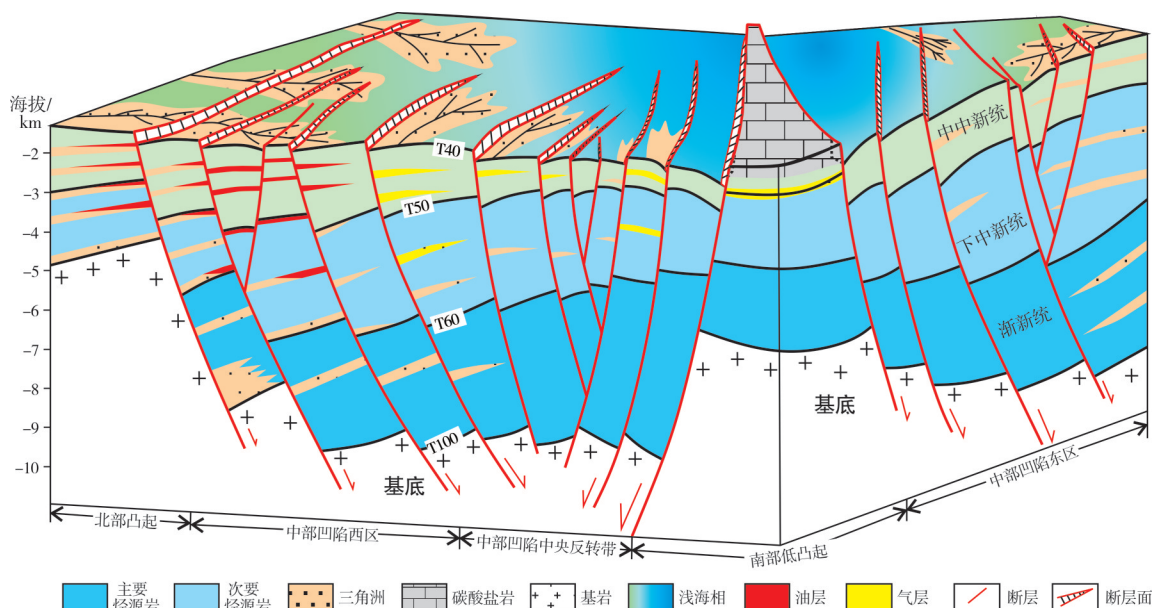 海拔/
km
-2
-3
-4
-5
-6
-7
-8
-9
-10
T40
T50
T60
T100
中中新统
下中新统
渐新统
基底
基底
北部凸起
中部凹陷西区
中部凹陷中央反转带
南部低凸起
中部凹陷东区
主要
烃源岩
次要
烃源岩
三角洲
碳酸盐岩
基岩
浅海相
油层
气层
断层
断层面